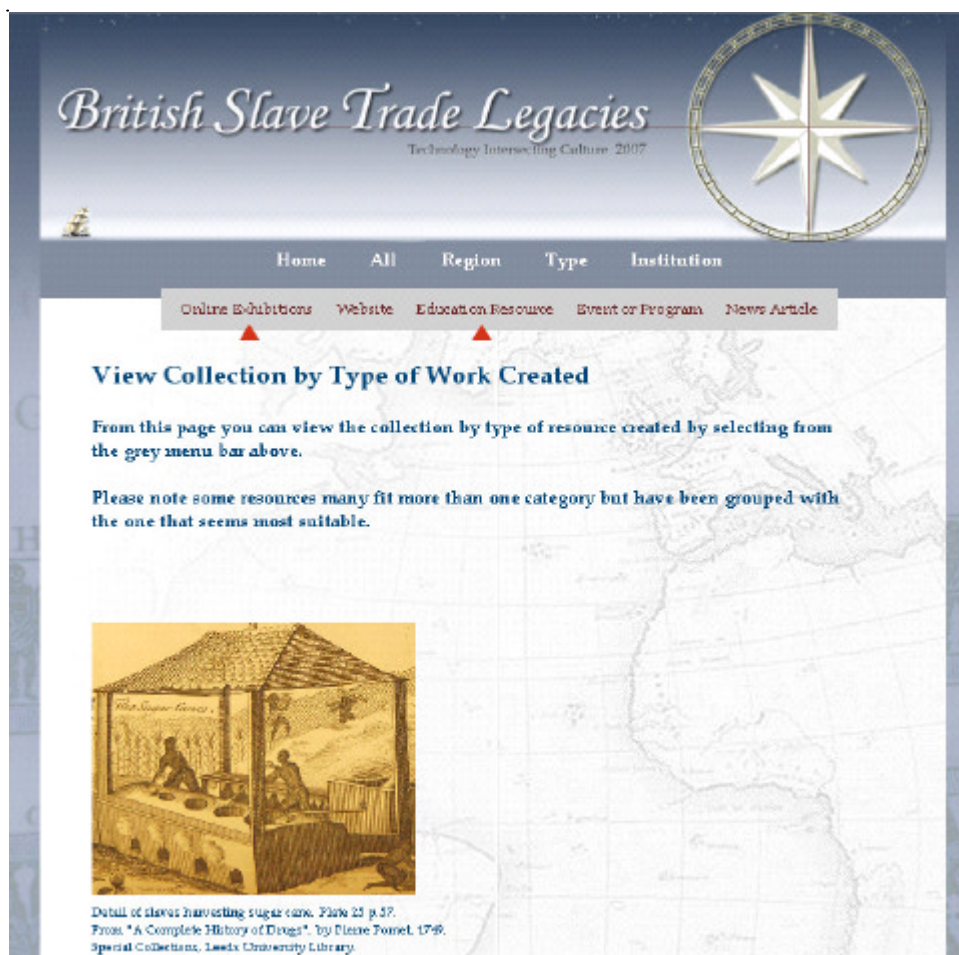 British Slave Trade Legacies
Technology Intersecting Culture 2007
Home All Region Type Institution
Online Exhibitions Website Education Resource Event or Program News Article
View Collection by Type of Work Created
From this page you can view the collection by type of resource created by selecting from
the grey menu bar above.
Please note some resources many fit more than one category but have been grouped with
the one that seems most suitable.
Sugar Canes.
Detail of slaves harvesting sugar cane. Plate 25 p.57.
From "A Complete History of Drugs", by Pierre Pomet, 1749.
Special Collections, Leeds University Library.